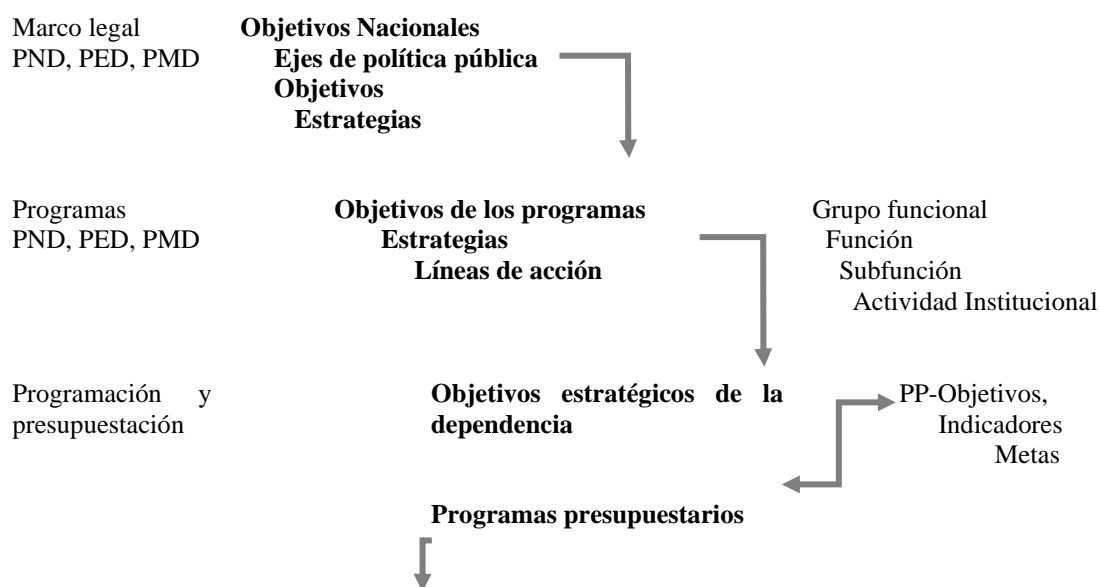 Marco legal Objetivos Nacionales
PND, PED, PMD Ejes de política pública
Objetivos
Estrategias
Programas Objetivos de los programas Grupo funcional
PND, PED, PMD Estrategias Función
Líneas de acción Subfunción
Actividad Institucional
Programación y Objetivos estratégicos de la PP-Objetivos,
presupuestación dependencia Indicadores
Metas
Programas presupuestarios